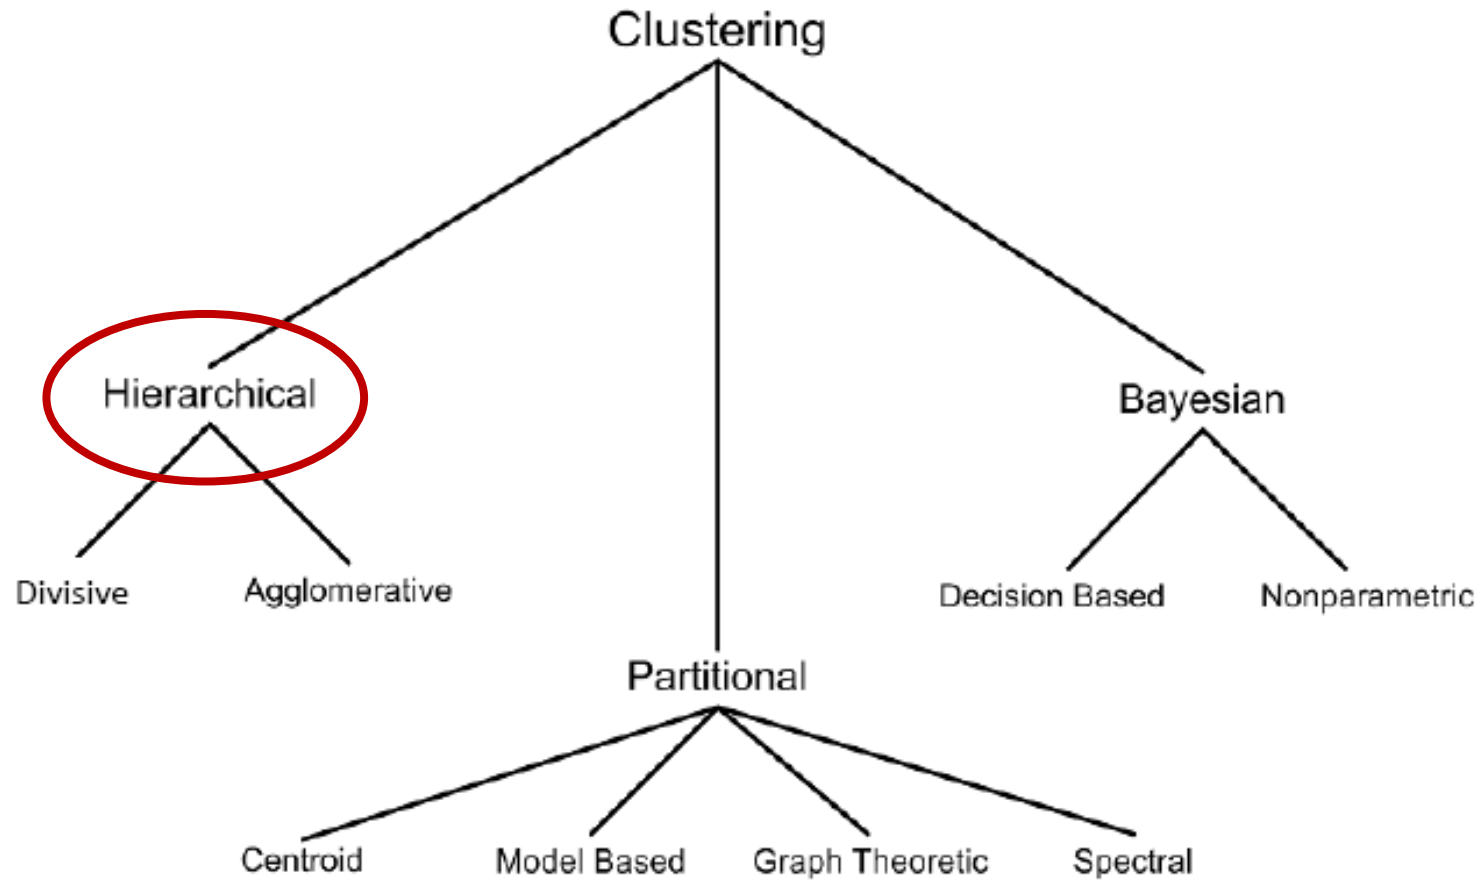 Clustering
Hierarchical
Bayesian
Divisive
Agglomerative
Decision Based
Nonparametric
Partitional
Centroid
Model Based
Graph Theoretic
Spectral